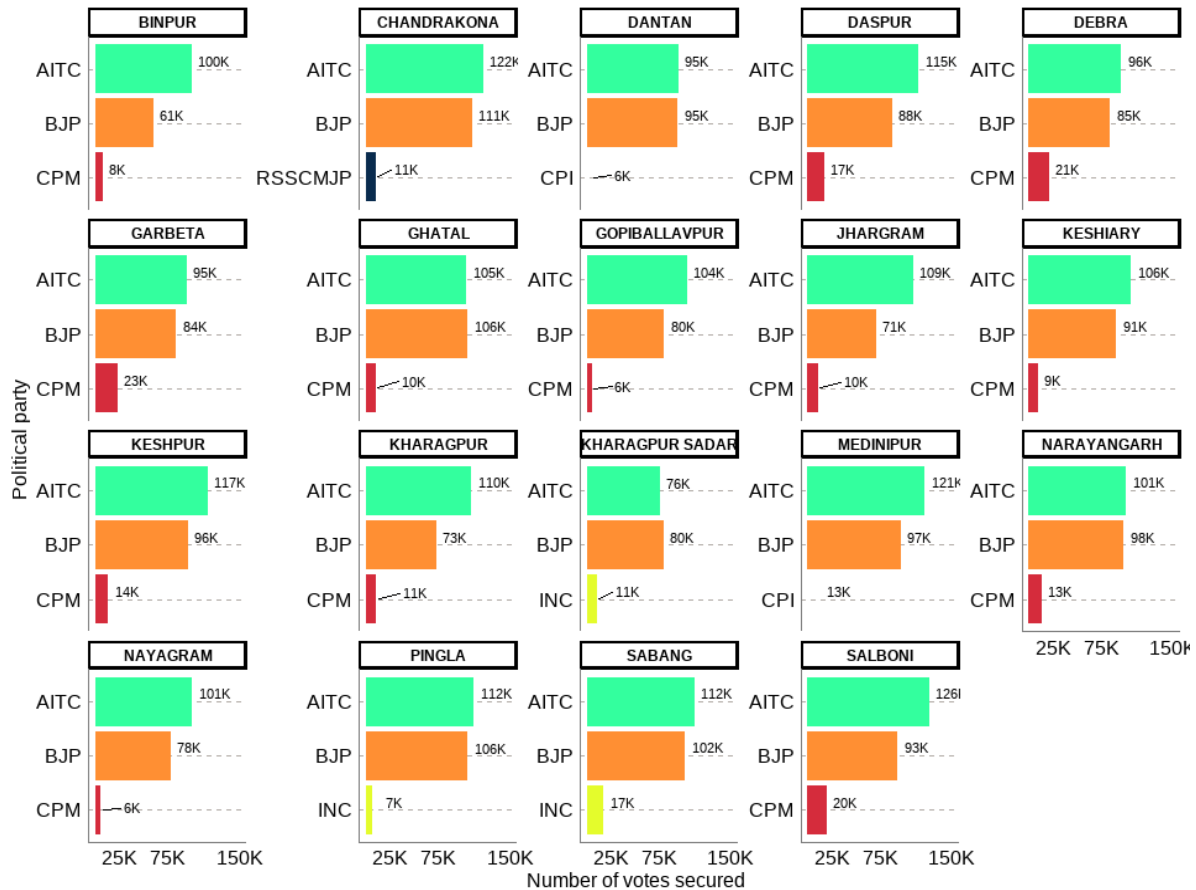 BINPUR
CHANDRAKONA
DANTAN
DASPUR
DEBRA
AITC 100K
AITC 122K
AITC 95K
AITC 115K
AITC 96K
BJP 61K
BJP 111K
BJP 95K
BJP 88K
BJP 85K
CPM 8K
RSSCMJP 11K
CPI 6K
CPM 17K
CPM 21K
GARBETA
GHATAL
GOPIBALLAVPUR
JHARGRAM
KESHIARY
AITC 95K
AITC 105K
AITC 104K
AITC 109K
AITC 106K
BJP 84K
BJP 106K
BJP 80K
BJP 71K
BJP 91K
CPM 23K
CPM 10K
CPM 6K
CPM 10K
CPM 9K
Political party
KESHPUR
KHARAGPUR
KHARAGPUR SADAR
MEDINIPUR
NARAYANGARH
AITC 117K
AITC 110K
AITC 76K
AITC 121K
AITC 101K
BJP 96K
BJP 73K
BJP 80K
BJP 97K
BJP 98K
CPM 14K
CPM 11K
INC 11K
CPI 13K
CPM 13K
25K 75K 150K
NAYAGRAM
PINGLA
SABANG
SALBONI
AITC 101K
AITC 112K
AITC 112K
AITC 126K
BJP 78K
BJP 106K
BJP 102K
BJP 93K
CPM 6K
INC 7K
INC 17K
CPM 20K
25K 75K 150K
25K 75K 150K
25K 75K 150K
25K 75K 150K
Number of votes secured